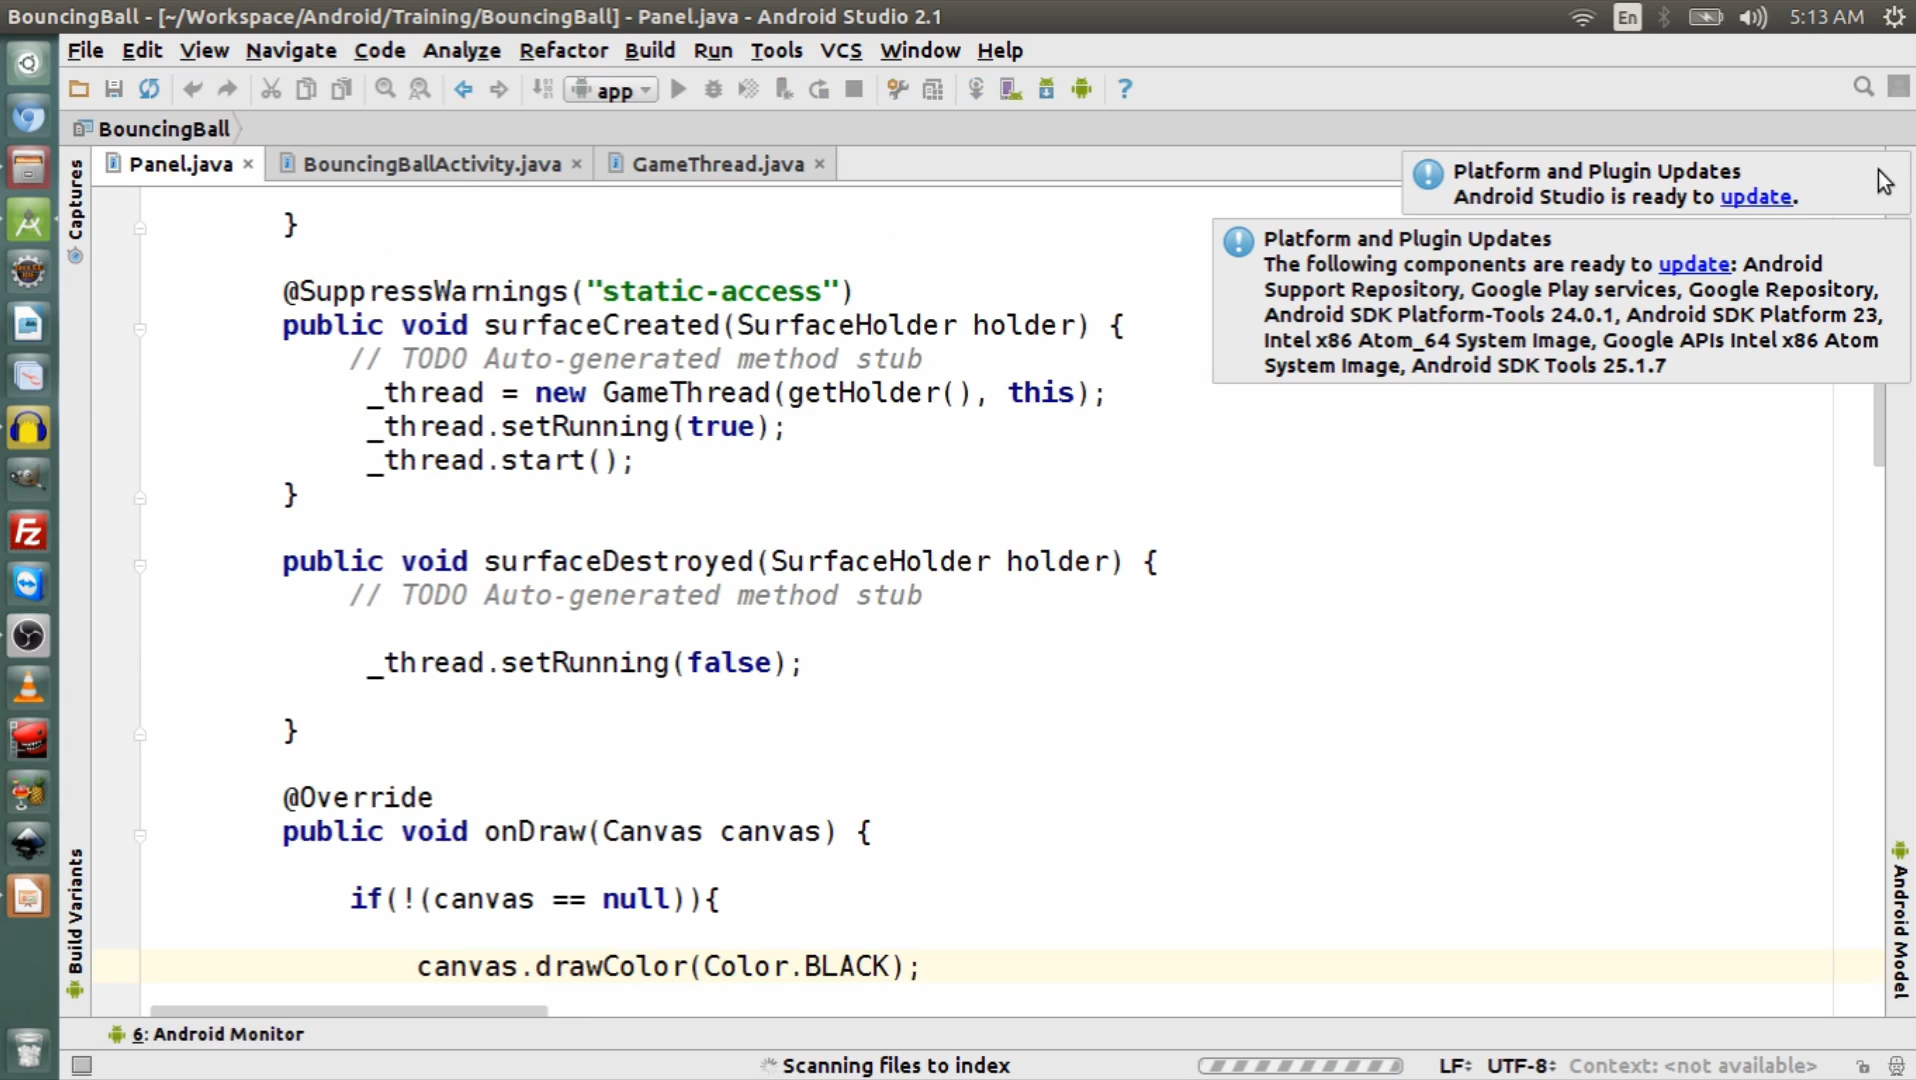 BouncingBall - [~/Workspace/Android/Training/BouncingBall] - Panel.java - Android Studio 2.1
En
5:13 AM
File Edit View Navigate Code Analyze Refactor Build Run Tools VCS Window Help
app
?
BouncingBall
Captures
Panel.java × BouncingBallActivity.java × GameThread.java ×
Platform and Plugin Updates
Android Studio is ready to update.
Platform and Plugin Updates
The following components are ready to update: Android
Support Repository, Google Play services, Google Repository,
Android SDK Platform-Tools 24.0.1, Android SDK Platform 23,
Intel x86 Atom_64 System Image, Google APIs Intel x86 Atom
System Image, Android SDK Tools 25.1.7
}
@SuppressWarnings("static-access")
public void surfaceCreated(SurfaceHolder holder) {
// TODO Auto-generated method stub
_thread = new GameThread(getHolder(), this);
_thread.setRunning(true);
_thread.start();
}
public void surfaceDestroyed(SurfaceHolder holder) {
// TODO Auto-generated method stub
_thread.setRunning(false);
}
@Override
public void onDraw(Canvas canvas) {
if(!(canvas == null)){
canvas.drawColor(Color.BLACK);
Build Variants
Android Model
6: Android Monitor
Scanning files to index
LF÷ UTF-8÷ Context: <not available>